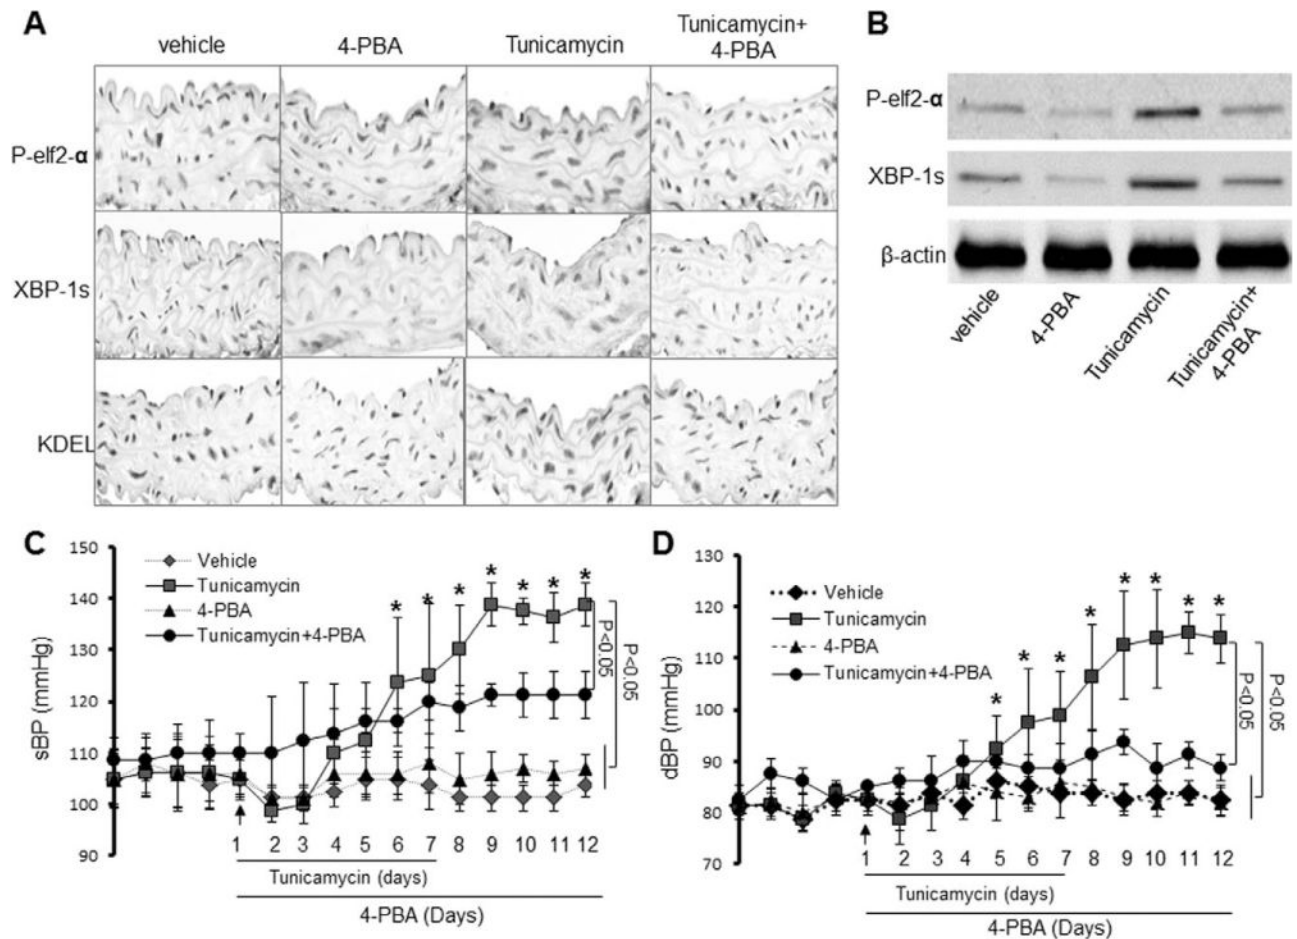 A
vehicle
4-PBA
Tunicamycin
Tunicamycin+
4-PBA
P-elf2-α
XBP-1s
KDEL
B
P-elf2-α
XBP-1s
β-actin
vehicle
4-PBA
Tunicamycin
Tunicamycin+
4-PBA
C
sBP (mmHg)
150
140
130
120
110
100
90
Vehicle
Tunicamycin
4-PBA
Tunicamycin+4-PBA
* * * * * * *
P<0.05
P<0.05
1 2 3 4 5 6 7 8 9 10 11 12
Tunicamycin (days)
4-PBA (Days)
D
dBP (mmHg)
130
120
110
100
90
80
70
Vehicle
Tunicamycin
4-PBA
Tunicamycin+4-PBA
* * * * * * * *
P<0.05
P<0.05
1 2 3 4 5 6 7 8 9 10 11 12
Tunicamycin (days)
4-PBA (Days)